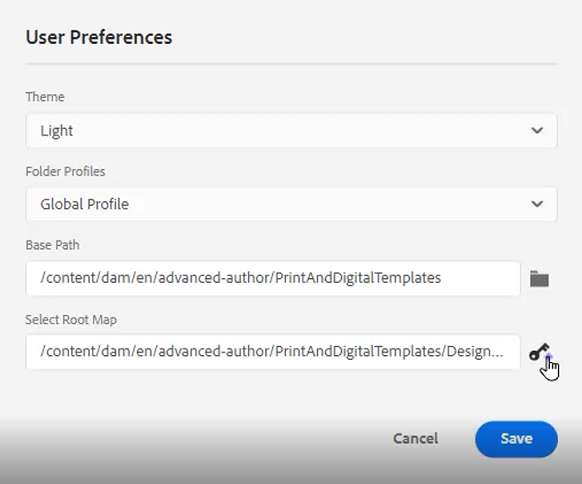 User Preferences
Theme
Light
Folder Profiles
Global Profile
Base Path
/content/dam/en/advanced-author/PrintAndDigitalTemplates
Select Root Map
/content/dam/en/advanced-author/PrintAndDigitalTemplates/Design...
Cancel Save